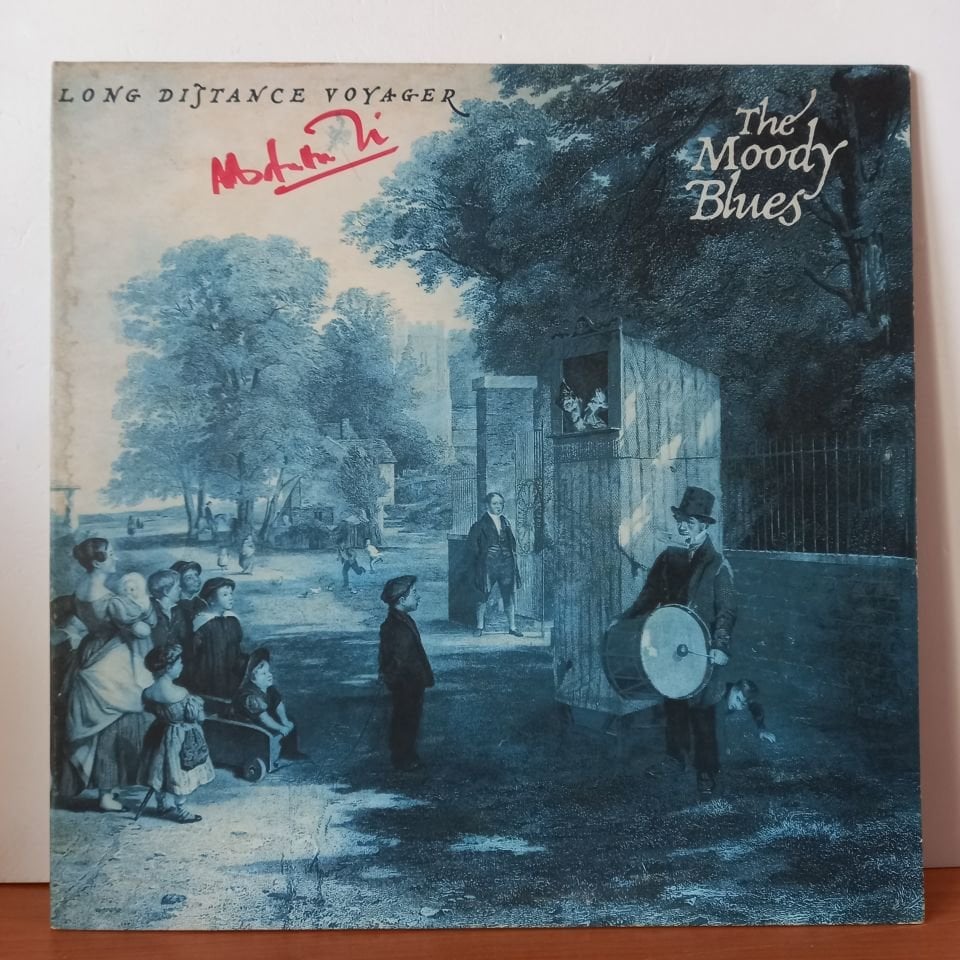 LONG DISTANCE VOYAGER
The
Moody
Blues